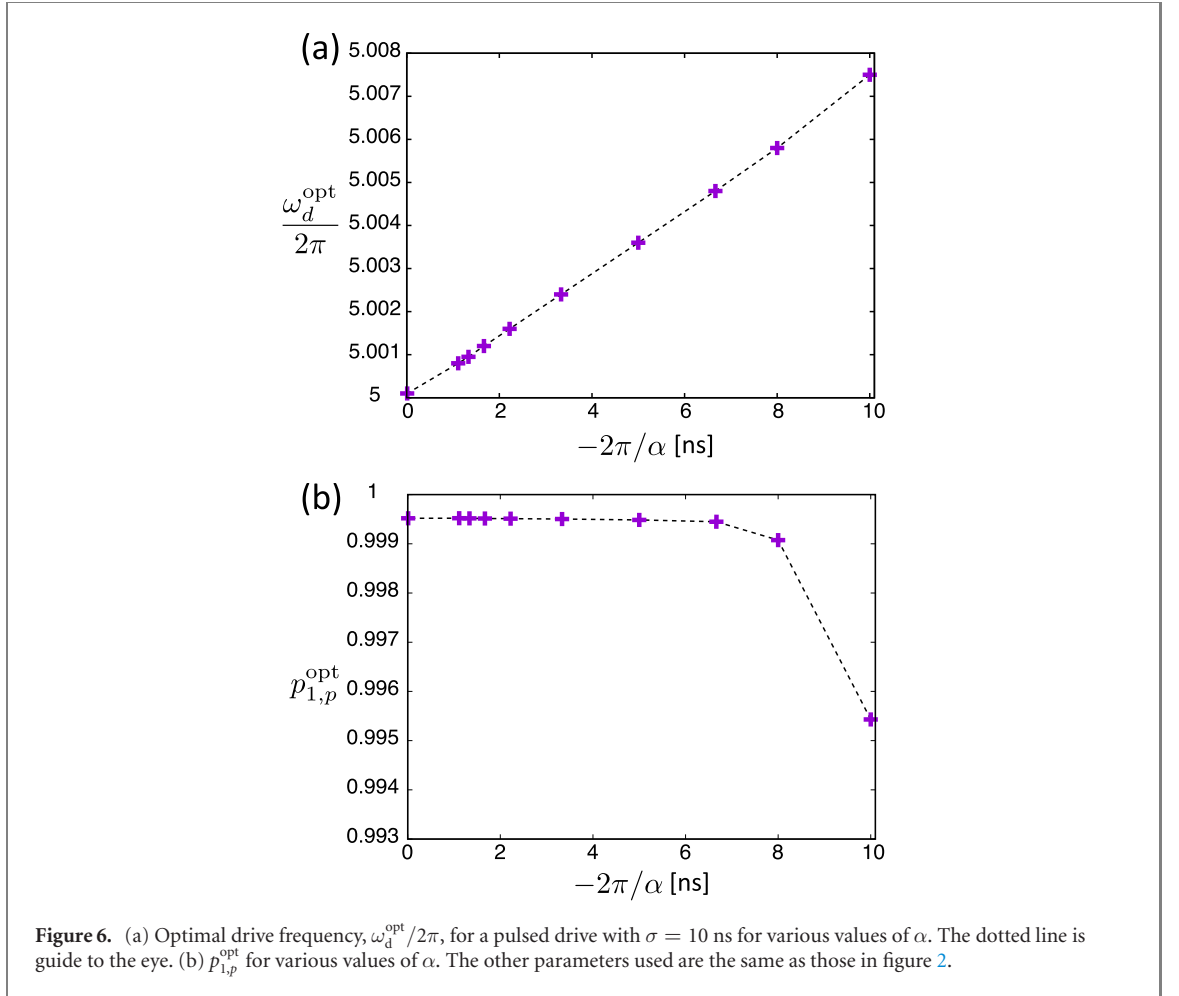 (a)
5.008
5.007
5.006
5.005
5.004
5.003
5.002
5.001
5
ω_d^opt
2π
0 2 4 6 8 10
−2π/α [ns]
(b)
1
0.999
0.998
0.997
0.996
0.995
0.994
0.993
p_{1,p}^opt
0 2 4 6 8 10
−2π/α [ns]
Figure 6. (a) Optimal drive frequency, ω_d^opt/2π, for a pulsed drive with σ = 10 ns for various values of α. The dotted line is
guide to the eye. (b) p_{1,p}^opt for various values of α. The other parameters used are the same as those in figure 2.